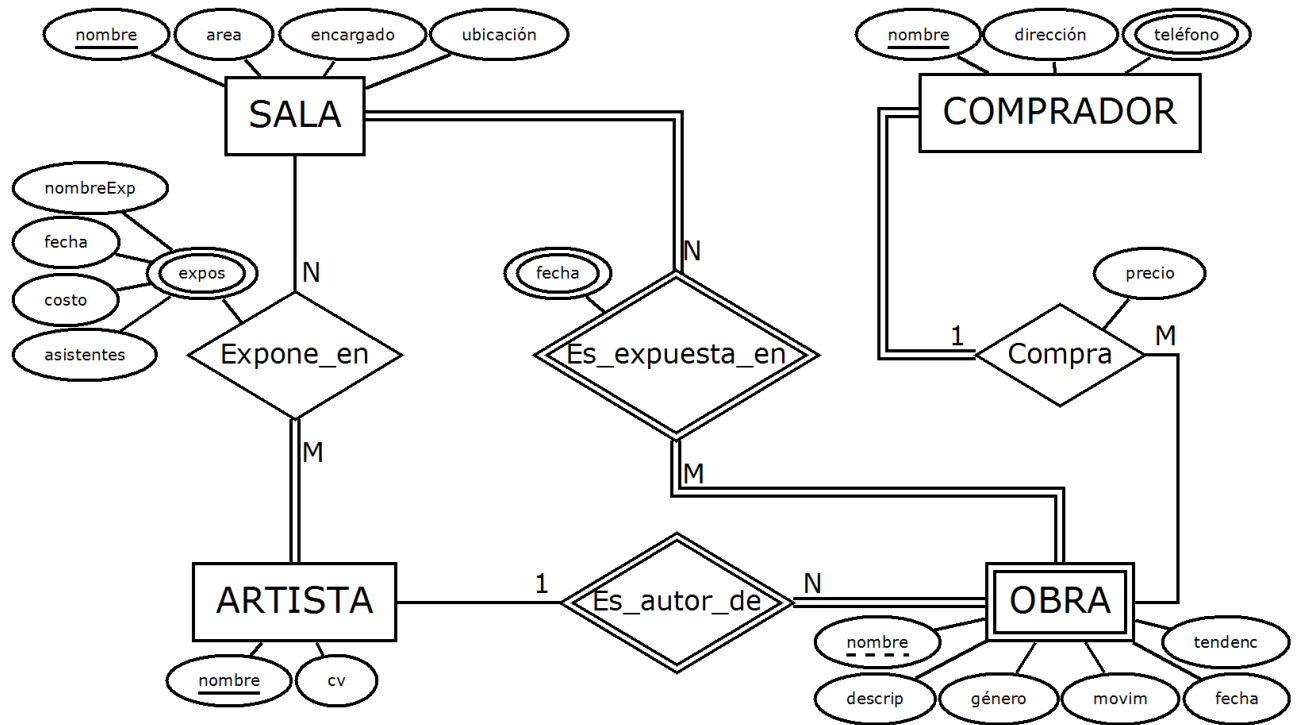 nombre
area
encargado
ubicación
SALA
nombre
dirección
teléfono
COMPRADOR
nombreExp
fecha
costo
asistentes
expos
N
Expone_en
M
fecha
N
Es_expuesta_en
M
precio
1
Compra
M
ARTISTA
nombre
cv
1
Es_autor_de
N
OBRA
nombre
descrip
género
movim
fecha
tendenc